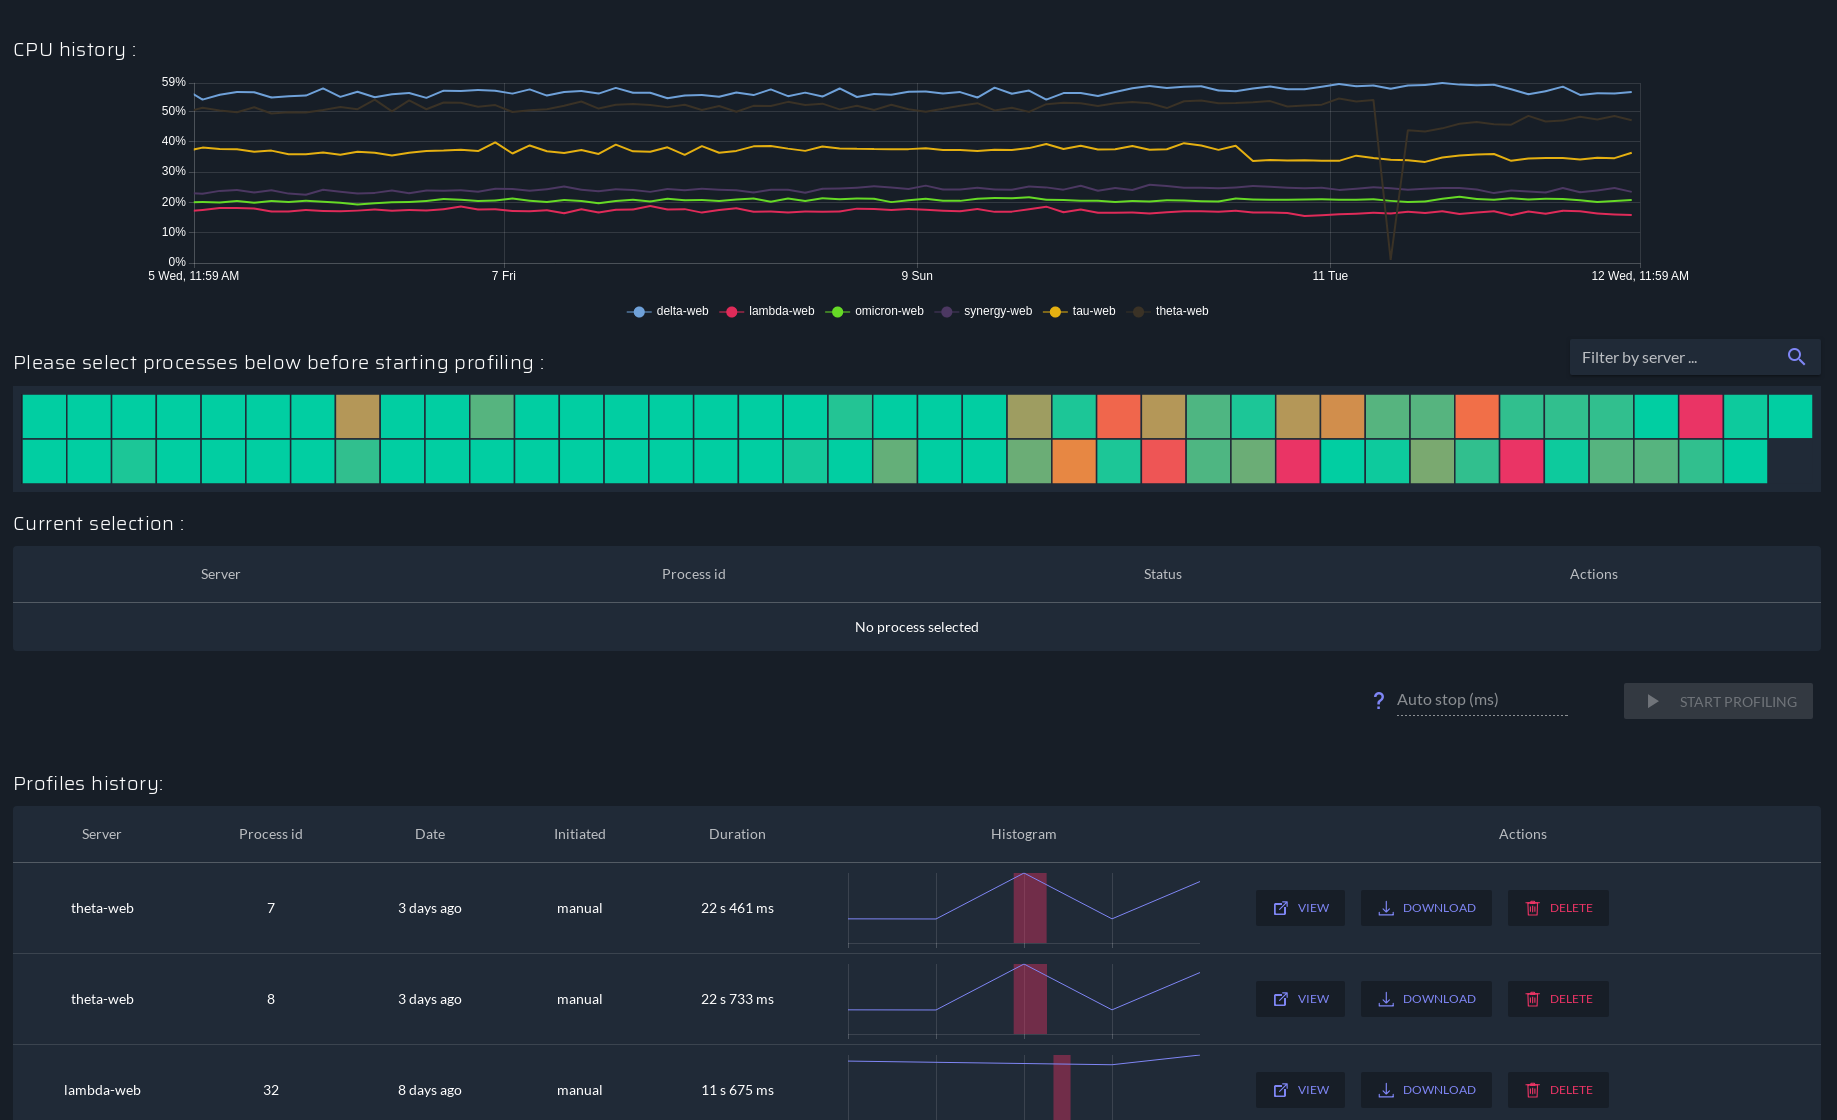 CPU history :
59%
50%
40%
30%
20%
10%
0%
5 Wed, 11:59 AM 7 Fri 9 Sun 11 Tue 12 Wed, 11:59 AM
delta-web lambda-web omicron-web synergy-web tau-web theta-web
Please select processes below before starting profiling :
Filter by server ...
Current selection :
Server Process id Status Actions
No process selected
? Auto stop (ms) START PROFILING
Profiles history:
Server Process id Date Initiated Duration Histogram Actions
theta-web 7 3 days ago manual 22 s 461 ms VIEW DOWNLOAD DELETE
theta-web 8 3 days ago manual 22 s 733 ms VIEW DOWNLOAD DELETE
lambda-web 32 8 days ago manual 11 s 675 ms VIEW DOWNLOAD DELETE